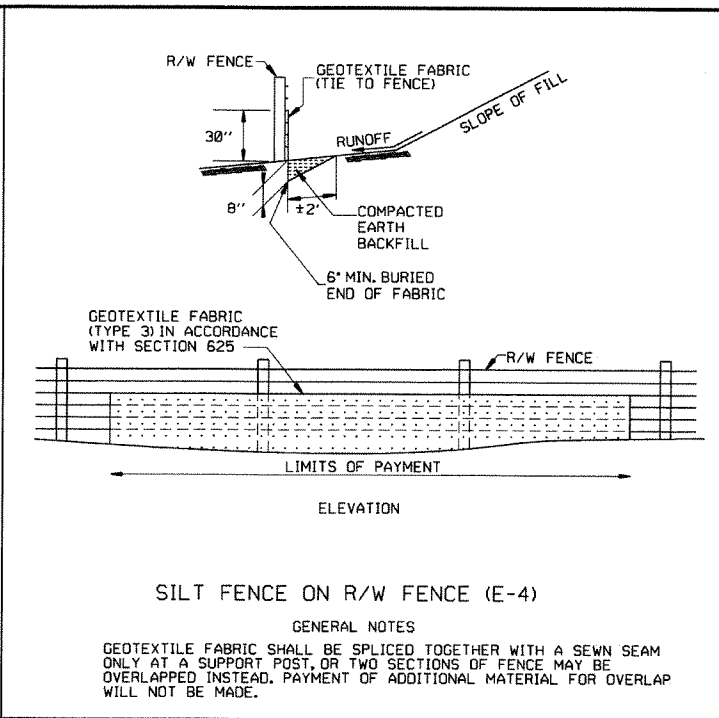 R/W FENCE
GEOTEXTILE FABRIC
(TIE TO FENCE)
SLOPE OF FILL
30"
RUNOFF
8"
±2'
COMPACTED
EARTH
BACKFILL
6" MIN. BURIED
END OF FABRIC
GEOTEXTILE FABRIC
(TYPE 3) IN ACCORDANCE
WITH SECTION 625
R/W FENCE
LIMITS OF PAYMENT
ELEVATION
SILT FENCE ON R/W FENCE (E-4)
GENERAL NOTES
GEOTEXTILE FABRIC SHALL BE SPLICED TOGETHER WITH A SEWN SEAM
ONLY AT A SUPPORT POST, OR TWO SECTIONS OF FENCE MAY BE
OVERLAPPED INSTEAD. PAYMENT OF ADDITIONAL MATERIAL FOR OVERLAP
WILL NOT BE MADE.